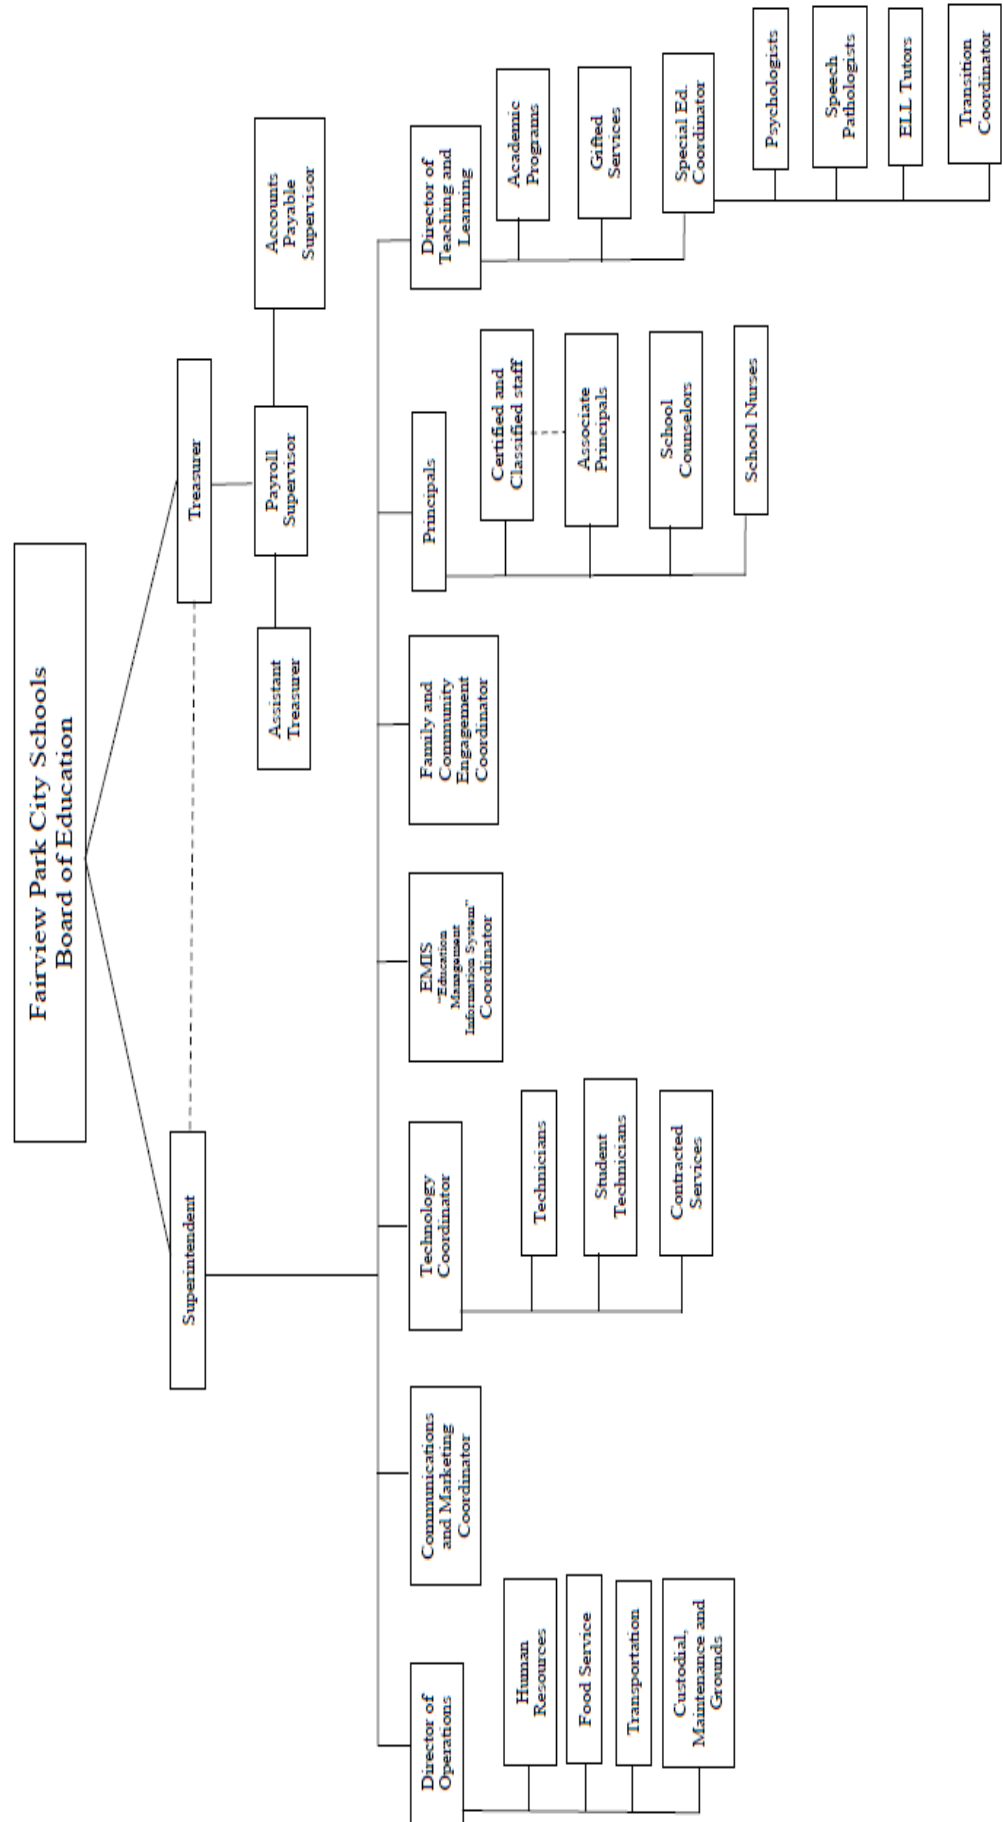 Fairview Park City Schools
Board of Education
Superintendent
Treasurer
Assistant
Treasurer
Payroll
Supervisor
Accounts
Payable
Supervisor
Director of
Operations
Human
Resources
Food Service
Transportation
Custodial,
Maintenance and
Grounds
Communications
and Marketing
Coordinator
Technology
Coordinator
Technicians
Student
Technicians
Contracted
Services
EMIS
"Education
Management
Information System"
Coordinator
Family and
Community
Engagement
Coordinator
Principals
Certified and
Classified staff
Associate
Principals
School
Counselors
School Nurses
Director of
Teaching and
Learning
Academic
Programs
Gifted
Services
Special Ed.
Coordinator
Psychologists
Speech
Pathologists
ELL Tutors
Transition
Coordinator